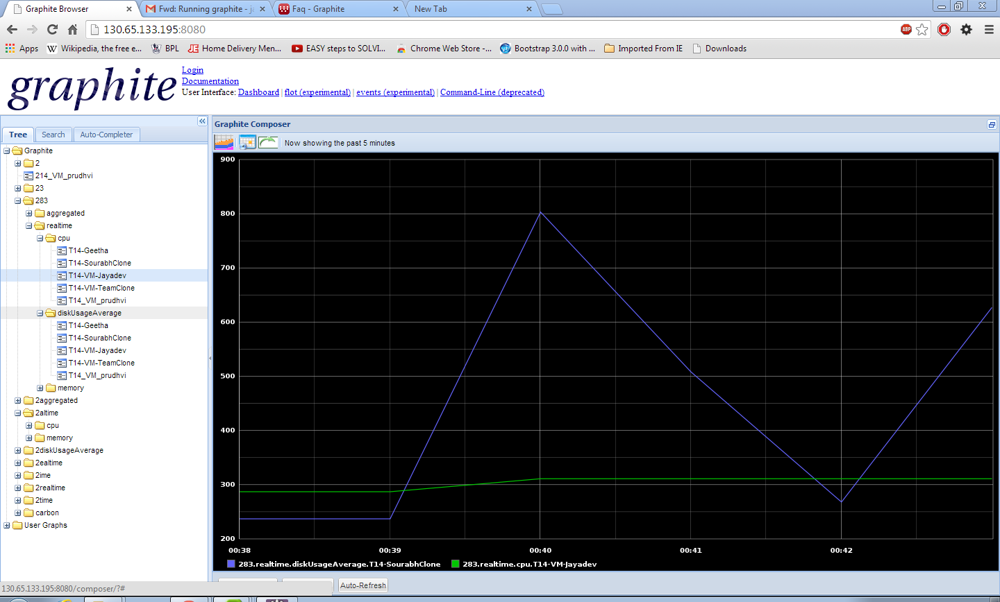 Graphite Browser
Fwd: Running graphite - ja
Faq - Graphite
New Tab
130.65.133.195:8080
ABP
Apps
W Wikipedia, the free e...
BPL
JE Home Delivery Men...
EASY steps to SOLVI...
Chrome Web Store -...
Bootstrap 3.0.0 with ...
Imported From IE
Downloads
graphite
Login
Documentation
User Interface: Dashboard | flot (experimental) | events (experimental) | Command-Line (deprecated)
Tree
Search
Auto-Completer
Graphite
2
214_VM_prudhvi
23
283
aggregated
realtime
cpu
T14-Geetha
T14-SourabhClone
T14-VM-Jayadev
T14-VM-TeamClone
T14_VM_prudhvi
diskUsageAverage
T14-Geetha
T14-SourabhClone
T14-VM-Jayadev
T14-VM-TeamClone
T14_VM_prudhvi
memory
2aggregated
2altime
cpu
memory
2diskUsageAverage
2ealtime
2ime
2realtime
2time
carbon
User Graphs
Graphite Composer
Now showing the past 5 minutes
900
800
700
600
500
400
300
200
00:38 00:39 00:40 00:41 00:42
283.realtime.diskUsageAverage.T14-SourabhClone 283.realtime.cpu.T14-VM-Jayadev
Auto-Refresh
130.65.133.195:8080/composer/?#